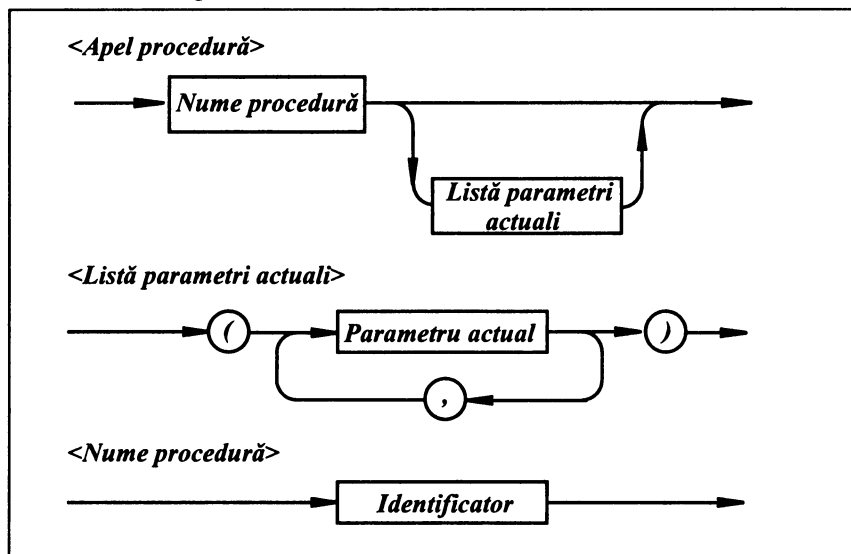 <Apel procedură>
Nume procedură
Listă parametri
actuali
<Listă parametri actuali>
(
Parametru actual
)
,
<Nume procedură>
Identificator